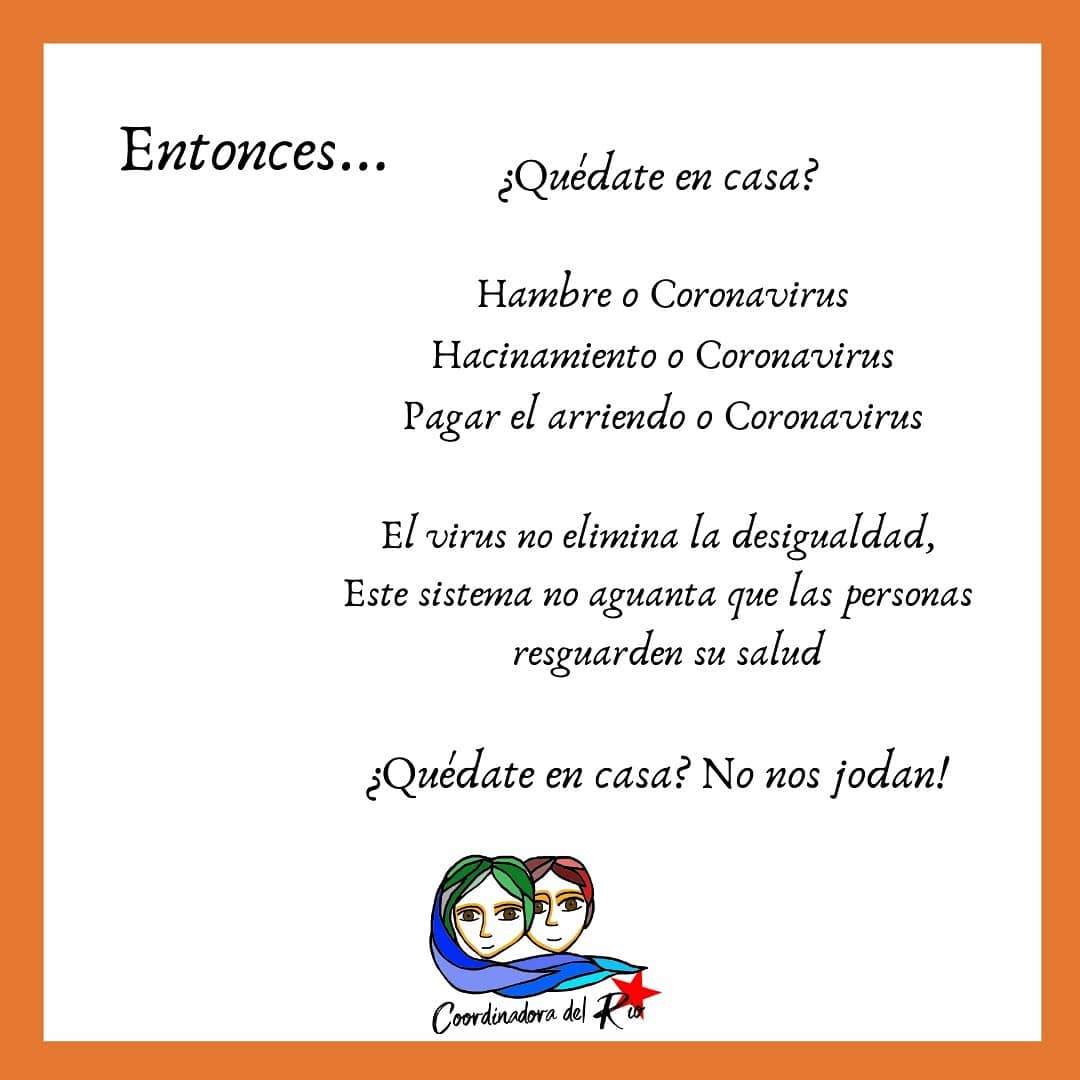 Entonces...
¿Quédate en casa?
Hambre o Coronavirus
Hacinamiento o Coronavirus
Pagar el arriendo o Coronavirus
El virus no elimina la desigualdad,
Este sistema no aguanta que las personas
resguarden su salud
¿Quédate en casa? No nos jodan!
Coordinadora del Río